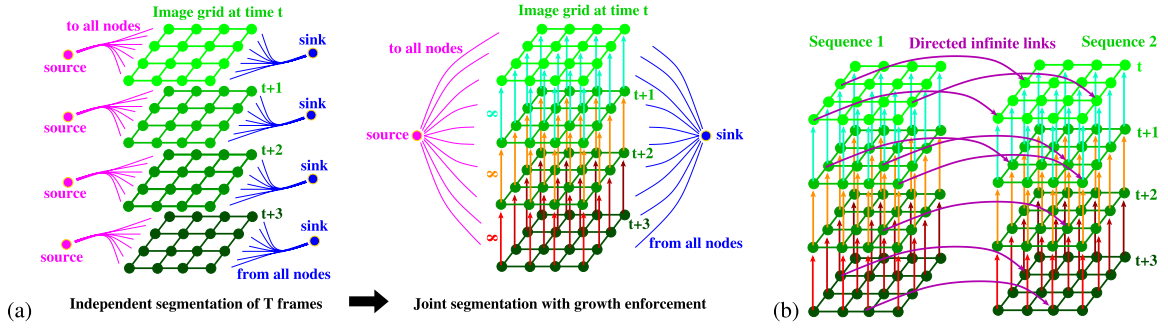 Image grid at time t
to all nodes
source
sink
t+1
source
sink
t+2
source
sink
t+3
source
sink
from all nodes
(a)
Independent segmentation of T frames
Image grid at time t
to all nodes
∞
t+1
source
sink
∞
t+2
∞
t+3
from all nodes
Joint segmentation with growth enforcement
Sequence 1
Directed infinite links
Sequence 2
t
t+1
t+2
t+3
(b)